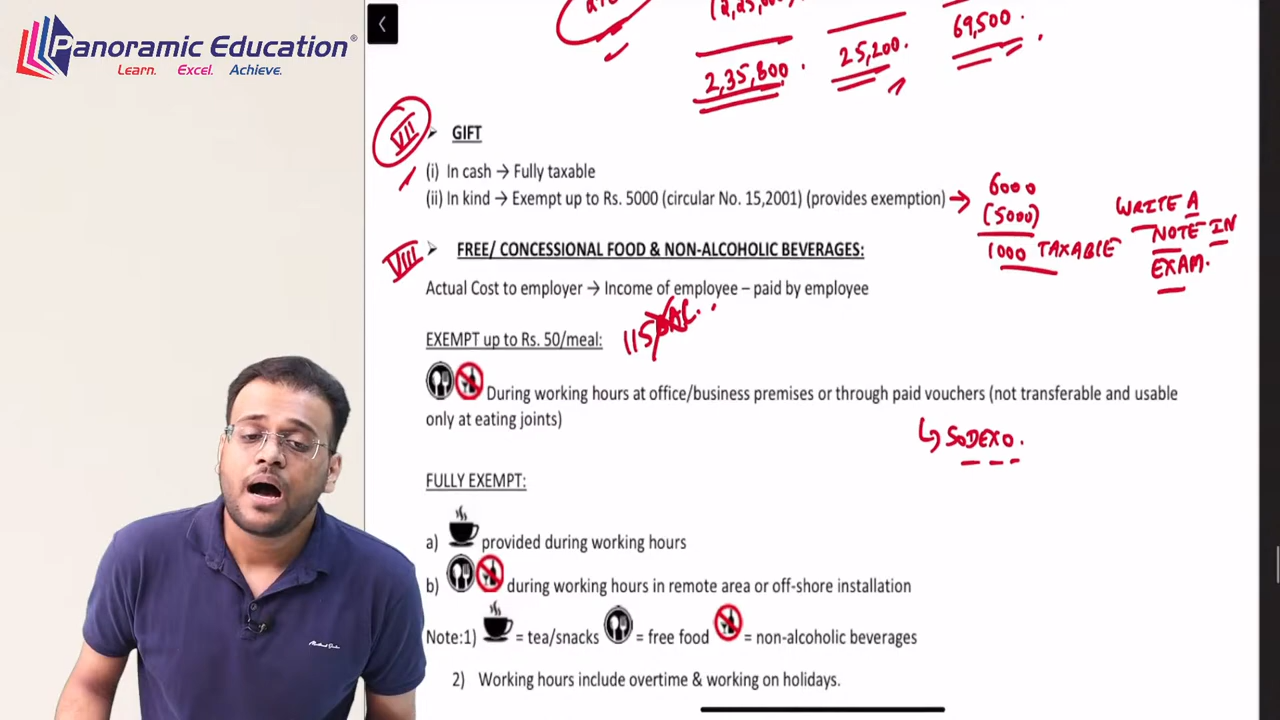 Panoramic Education®
Learn. Excel. Achieve.
69,500.
25,200.
2,35,800.
VII
➤ GIFT
(i) In cash → Fully taxable
(ii) In kind → Exempt up to Rs. 5000 (circular No. 15,2001) (provides exemption) →
6000
(5000)
1000 TAXABLE
WRITE A
NOTE IN
EXAM.
VIII
➤ FREE/ CONCESSIONAL FOOD & NON-ALCOHOLIC BEVERAGES:
Actual Cost to employer → Income of employee – paid by employee
EXEMPT up to Rs. 50/meal:
During working hours at office/business premises or through paid vouchers (not transferable and usable
only at eating joints)
↳ SODEXO.
FULLY EXEMPT:
a) provided during working hours
b) during working hours in remote area or off-shore installation
Note:1) = tea/snacks = free food = non-alcoholic beverages
2) Working hours include overtime & working on holidays.